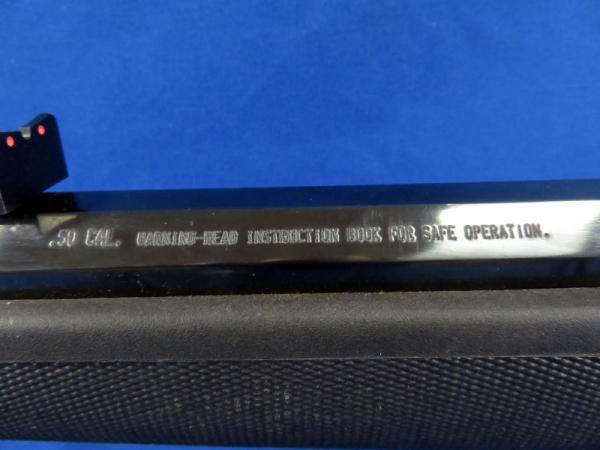 .50 CAL. WARNING-READ INSTRUCTION BOOK FOR SAFE OPERATION.